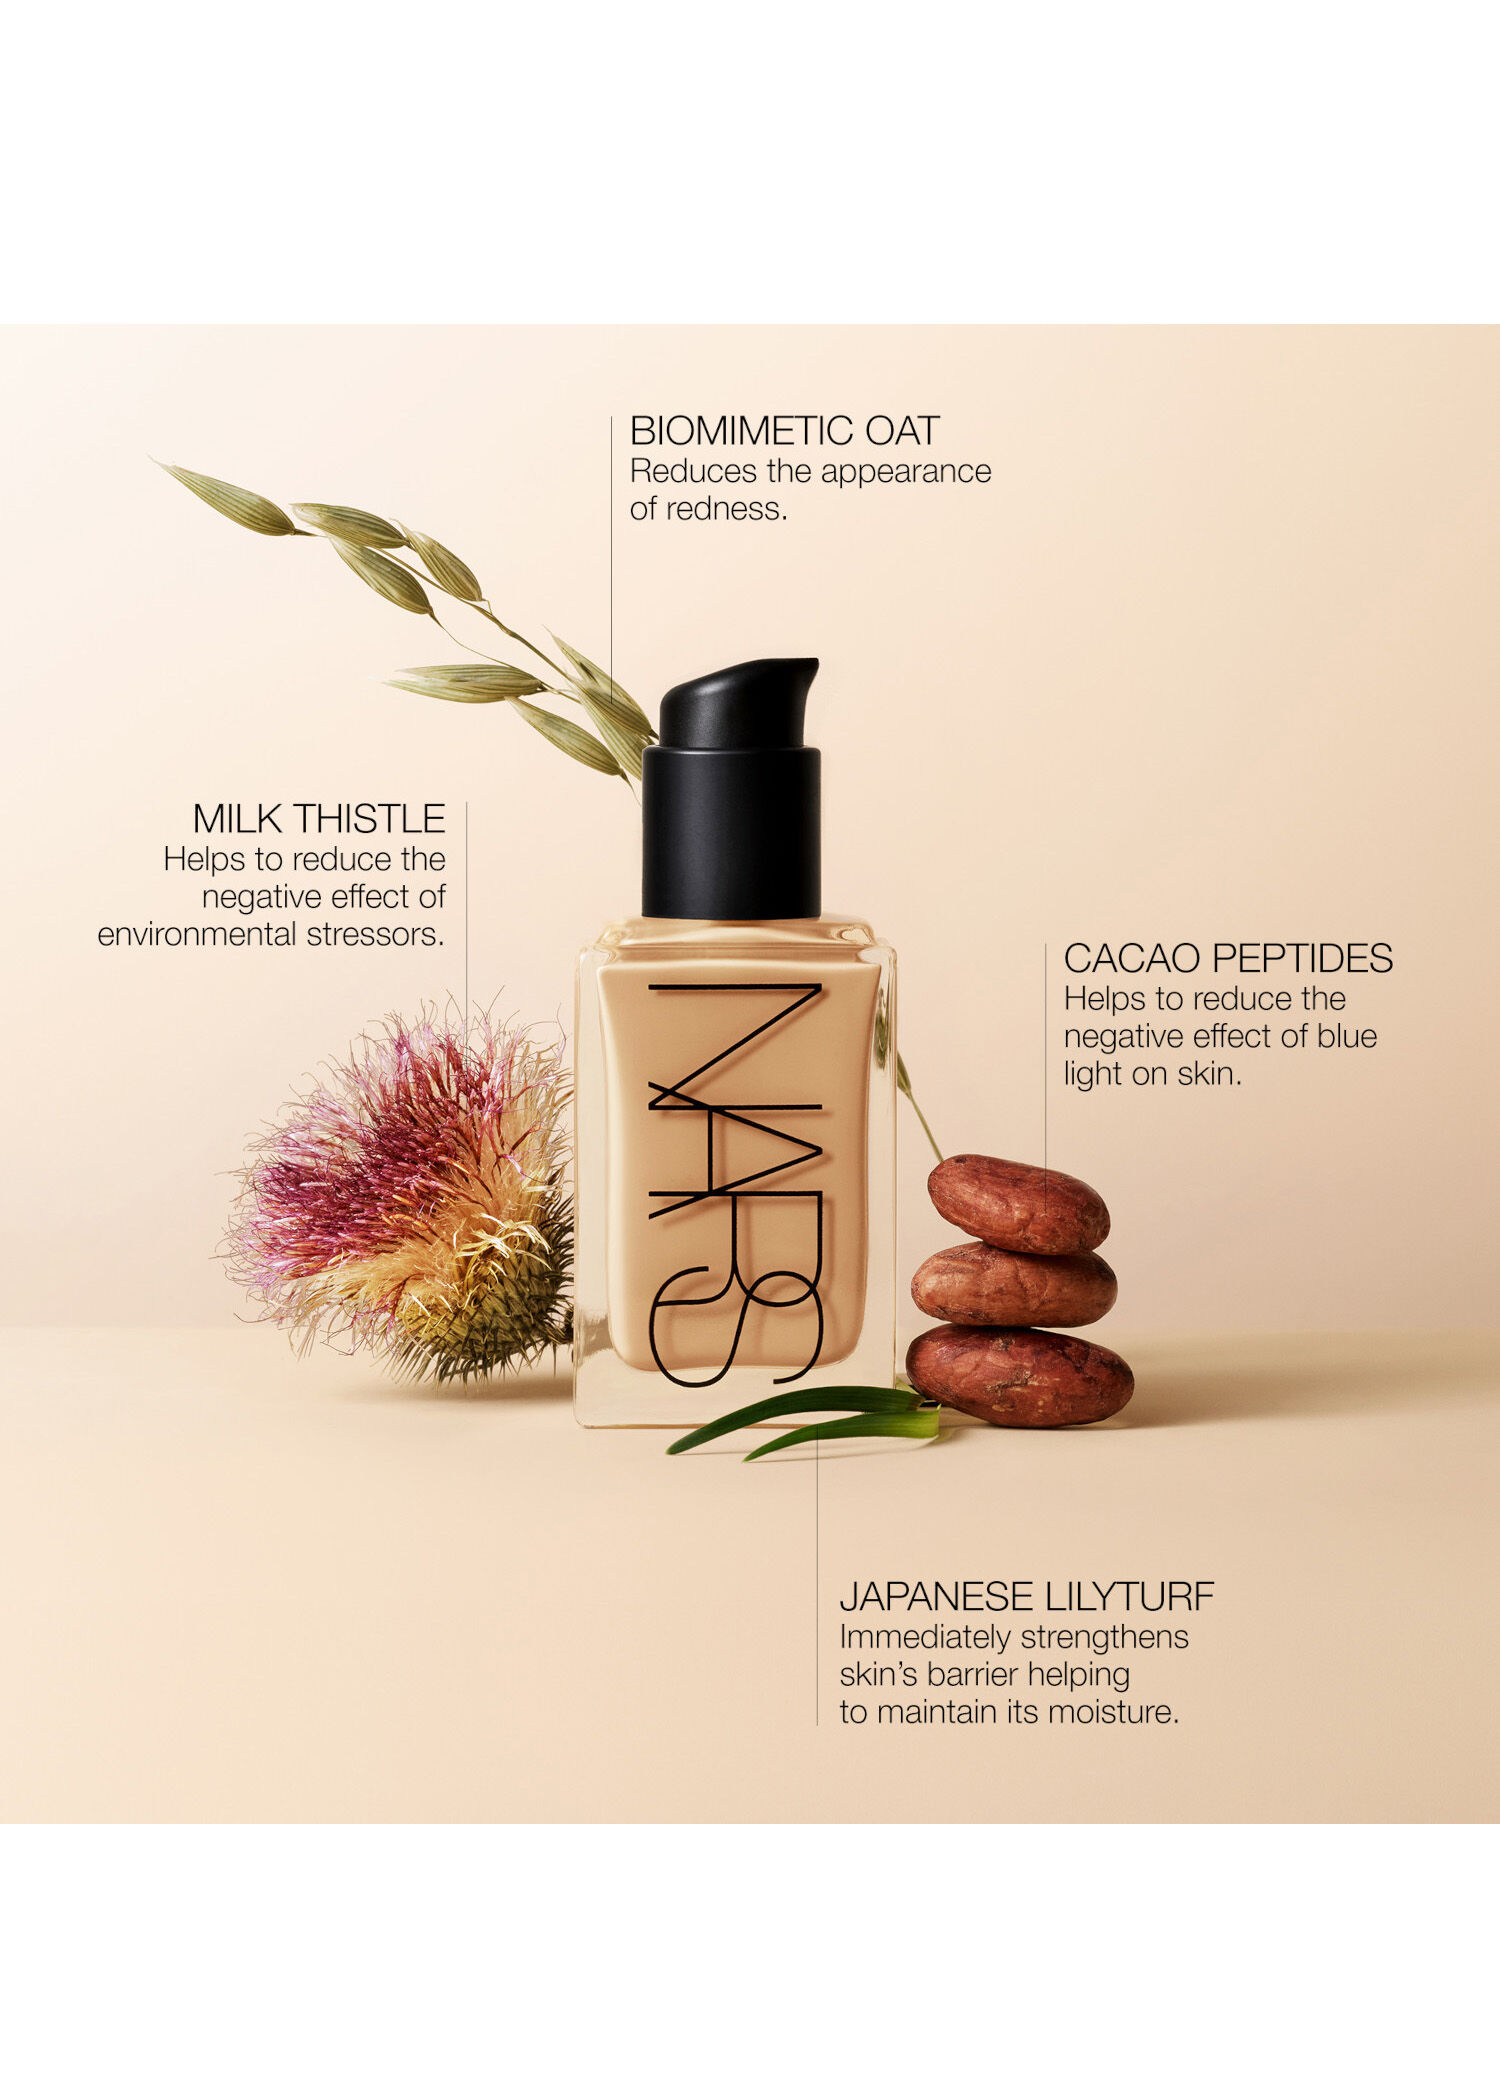 BIOMIMETIC OAT
Reduces the appearance
of redness.
MILK THISTLE
Helps to reduce the
negative effect of
environmental stressors.
CACAO PEPTIDES
Helps to reduce the
negative effect of blue
light on skin.
NARS
JAPANESE LILYTURF
Immediately strengthens
skin’s barrier helping
to maintain its moisture.